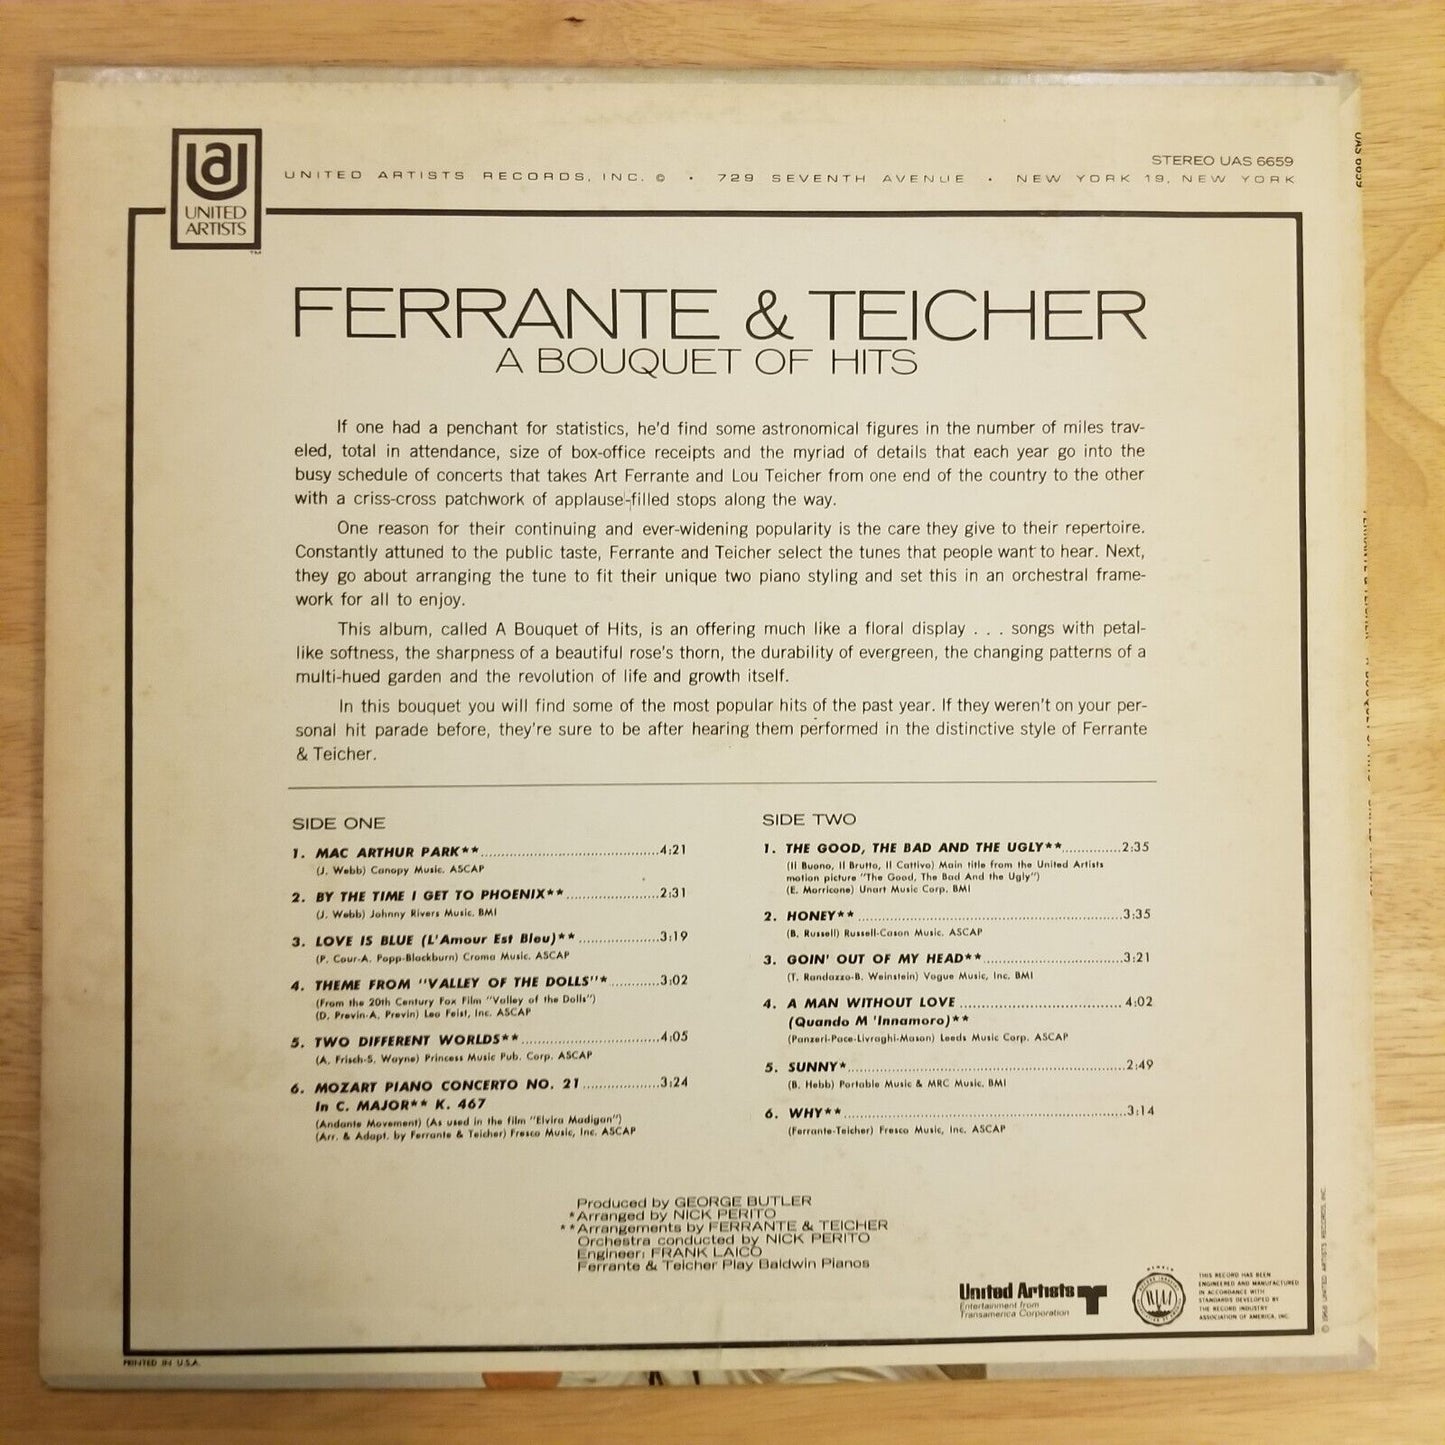 UNITED
ARTISTS
TM
STEREO UAS 6659
UNITED ARTISTS RECORDS, INC. © • 729 SEVENTH AVENUE • NEW YORK 19, NEW YORK
UAS 6659
FERRANTE & TEICHER
A BOUQUET OF HITS
If one had a penchant for statistics, he'd find some astronomical figures in the number of miles trav-
eled, total in attendance, size of box-office receipts and the myriad of details that each year go into the
busy schedule of concerts that takes Art Ferrante and Lou Teicher from one end of the country to the other
with a criss-cross patchwork of applause-filled stops along the way.
One reason for their continuing and ever-widening popularity is the care they give to their repertoire.
Constantly attuned to the public taste, Ferrante and Teicher select the tunes that people want to hear. Next,
they go about arranging the tune to fit their unique two piano styling and set this in an orchestral frame-
work for all to enjoy.
This album, called A Bouquet of Hits, is an offering much like a floral display . . . songs with petal-
like softness, the sharpness of a beautiful rose's thorn, the durability of evergreen, the changing patterns of a
multi-hued garden and the revolution of life and growth itself.
In this bouquet you will find some of the most popular hits of the past year. If they weren't on your per-
sonal hit parade before, they're sure to be after hearing them performed in the distinctive style of Ferrante
& Teicher.
SIDE ONE
1. MAC ARTHUR PARK**....4:21
(J. Webb) Canopy Music. ASCAP
2. BY THE TIME I GET TO PHOENIX**....2:31
(J. Webb) Johnny Rivers Music. BMI
3. LOVE IS BLUE (L'Amour Est Bleu)**....3:19
(P. Cour-A. Popp-Blackburn) Croma Music. ASCAP
4. THEME FROM "VALLEY OF THE DOLLS"*....3:02
(From the 20th Century Fox Film "Valley of the Dolls")
(D. Previn-A. Previn) Leo Feist, Inc. ASCAP
5. TWO DIFFERENT WORLDS**....4:05
(A. Frisch-S. Wayne) Princess Music Pub. Corp. ASCAP
6. MOZART PIANO CONCERTO NO. 21....3:24
In C. MAJOR** K. 467
(Andante Movement) (As used in the film "Elvira Madigan")
(Arr. & Adapt. by Ferrante & Teicher) Fresco Music, Inc. ASCAP
SIDE TWO
1. THE GOOD, THE BAD AND THE UGLY**....2:35
(Il Buono, Il Brutto, Il Cattivo) Main title from the United Artists
motion picture "The Good, The Bad And the Ugly")
(E. Morricone) Unart Music Corp. BMI
2. HONEY**....3:35
(B. Russell) Russell-Cason Music. ASCAP
3. GOIN' OUT OF MY HEAD**....3:21
(T. Randazzo-B. Weinstein) Vogue Music, Inc. BMI
4. A MAN WITHOUT LOVE....4:02
(Quando M 'Innamoro)**
(Panzeri-Pace-Livraghi-Mason) Leeds Music Corp. ASCAP
5. SUNNY*....2:49
(B. Hebb) Portable Music & MRC Music. BMI
6. WHY**....3:14
(Ferrante-Teicher) Fresco Music, Inc. ASCAP
Produced by GEORGE BUTLER
*Arranged by NICK PERITO
**Arrangements by FERRANTE & TEICHER
Orchestra conducted by NICK PERITO
Engineer: FRANK LAICO
Ferrante & Teicher Play Baldwin Pianos
United Artists
Entertainment from
Transamerica Corporation
MEMBER
THIS RECORD HAS BEEN
ENGINEERED AND MANUFACTURED
IN ACCORDANCE WITH
STANDARDS DEVELOPED BY
THE RECORD INDUSTRY
ASSOCIATION OF AMERICA, INC.
© 1968 UNITED ARTISTS RECORDS, INC.
PRINTED IN U.S.A.